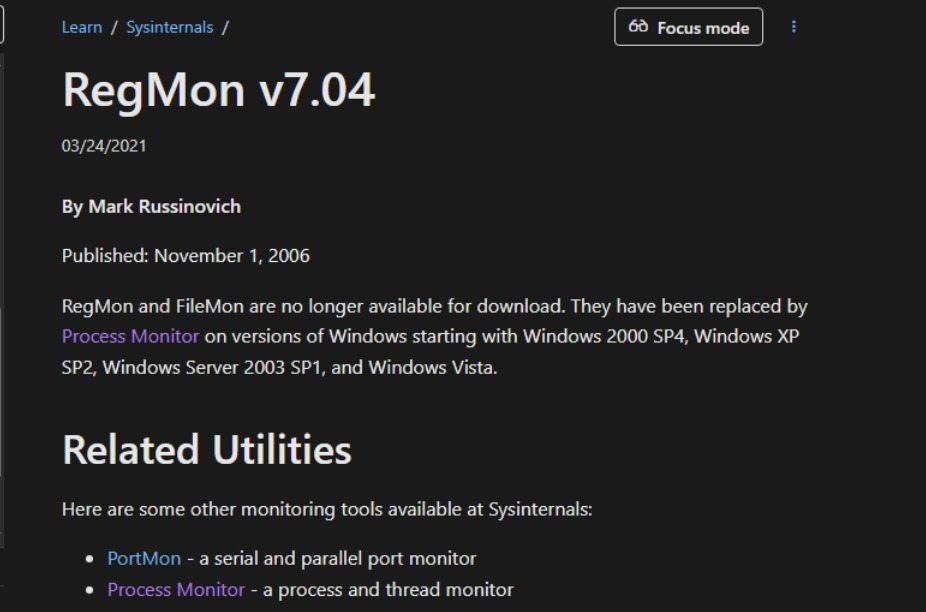 Learn / Sysinternals /
Focus mode
RegMon v7.04
03/24/2021
By Mark Russinovich
Published: November 1, 2006
RegMon and FileMon are no longer available for download. They have been replaced by
Process Monitor on versions of Windows starting with Windows 2000 SP4, Windows XP
SP2, Windows Server 2003 SP1, and Windows Vista.
Related Utilities
Here are some other monitoring tools available at Sysinternals:
• PortMon - a serial and parallel port monitor
• Process Monitor - a process and thread monitor